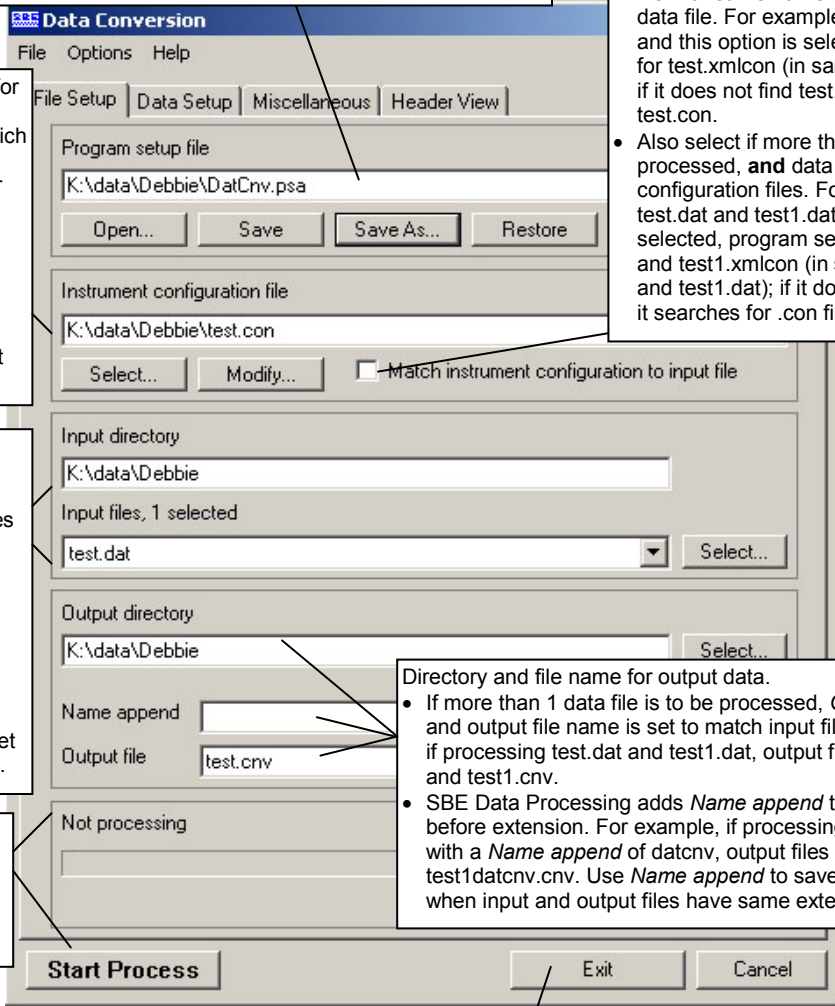 Data Conversion
File Options Help
File Setup Data Setup Miscellaneous Header View
Program setup file
K:\data\Debbie\DatCnv.psa
Open... Save Save As... Restore
Instrument configuration file
K:\data\Debbie\test.con
Select... Modify... Match instrument configuration to input file
Input directory
K:\data\Debbie
Input files, 1 selected
test.dat Select...
Output directory
K:\data\Debbie Select...
Name append
Output file test.cnv
Not processing
Start Process Exit Cancel
data file. For example
and this option is sele
for test.xmlcon (in sa
if it does not find test.
test.con.
• Also select if more th
processed, and data
configuration files. Fo
test.dat and test1.dat
selected, program se
and test1.xmlcon (in s
and test1.dat); if it do
it searches for .con fi
Directory and file name for output data.
• If more than 1 data file is to be processed,
and output file name is set to match input fil
if processing test.dat and test1.dat, output f
and test1.cnv.
• SBE Data Processing adds Name append t
before extension. For example, if processing
with a Name append of datcnv, output files
test1datcnv.cnv. Use Name append to save
when input and output files have same exte